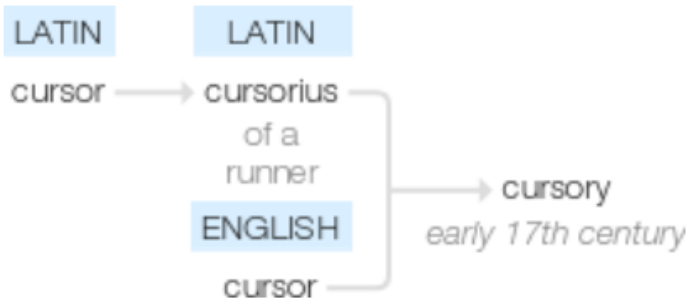 LATIN LATIN
cursor cursorius
of a
runner
cursory
ENGLISH
early 17th century
cursor